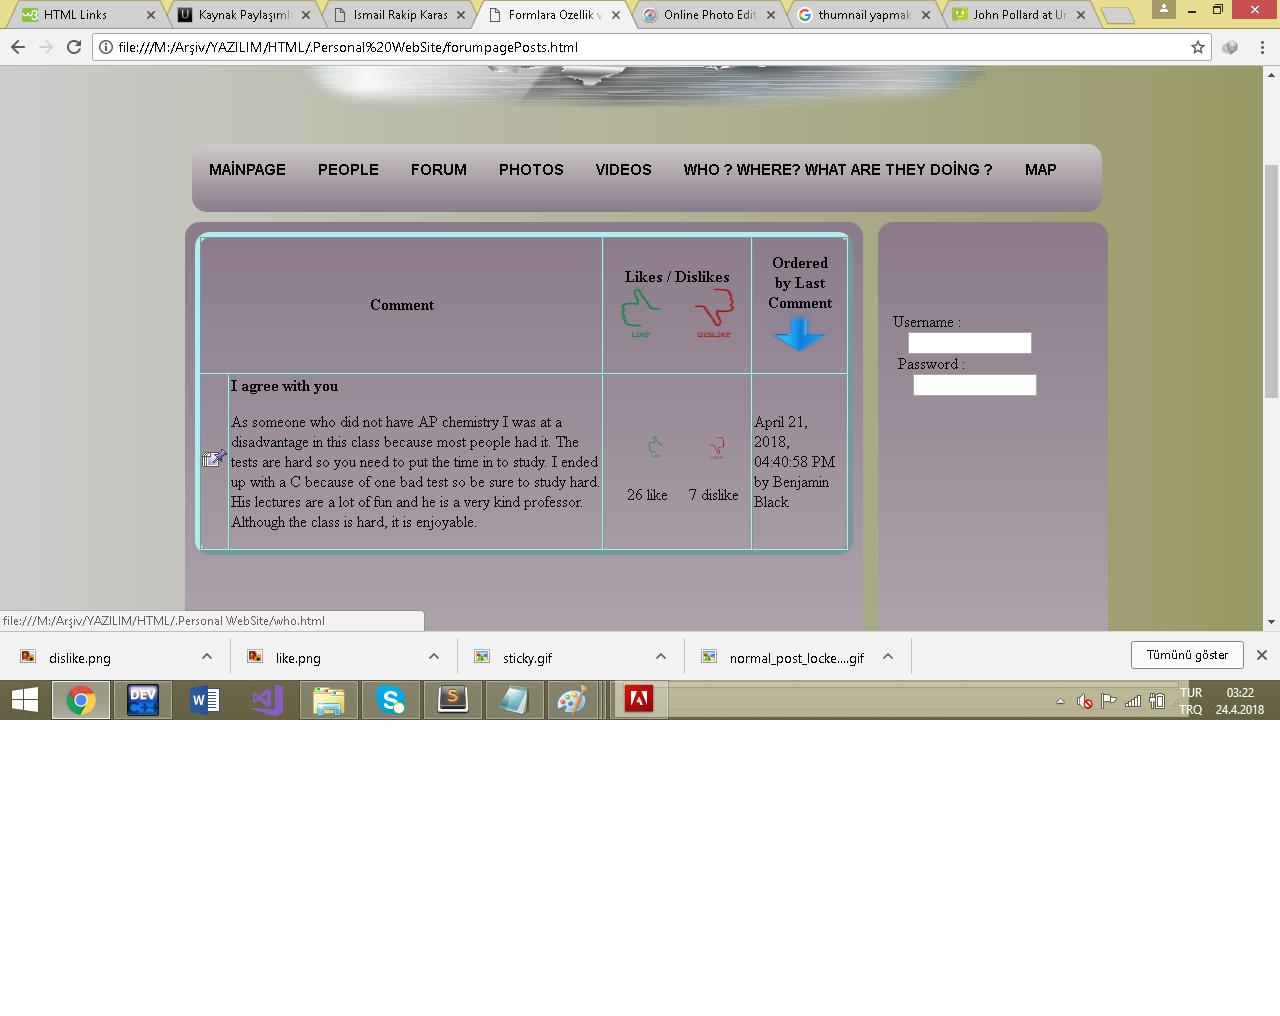 HTML Links
Kaynak Paylaşımlı
Ismail Rakip Karas
Formlara Ozellik v
Online Photo Edit
thumnail yapmak
John Pollard at Un
file:///M:/Arşiv/YAZILIM/HTML/.Personal%20WebSite/forumpagePosts.html
MAİNPAGE PEOPLE FORUM PHOTOS VIDEOS WHO ? WHERE? WHAT ARE THEY DOİNG ? MAP
Comment
Likes / Dislikes
LIKE DISLIKE
Ordered
by Last
Comment
I agree with you
As someone who did not have AP chemistry I was at a
disadvantage in this class because most people had it. The
tests are hard so you need to put the time in to study. I ended
up with a C because of one bad test so be sure to study hard.
His lectures are a lot of fun and he is a very kind professor.
Although the class is hard, it is enjoyable.
26 like 7 dislike
April 21,
2018,
04:40:58 PM
by Benjamin
Black
Username :
Password :
file:///M:/Arşiv/YAZILIM/HTML/.Personal WebSite/who.html
dislike.png
like.png
sticky.gif
normal_post_locke....gif
Tümünü göster
DEV
C++
TUR
TRQ
03:22
24.4.2018